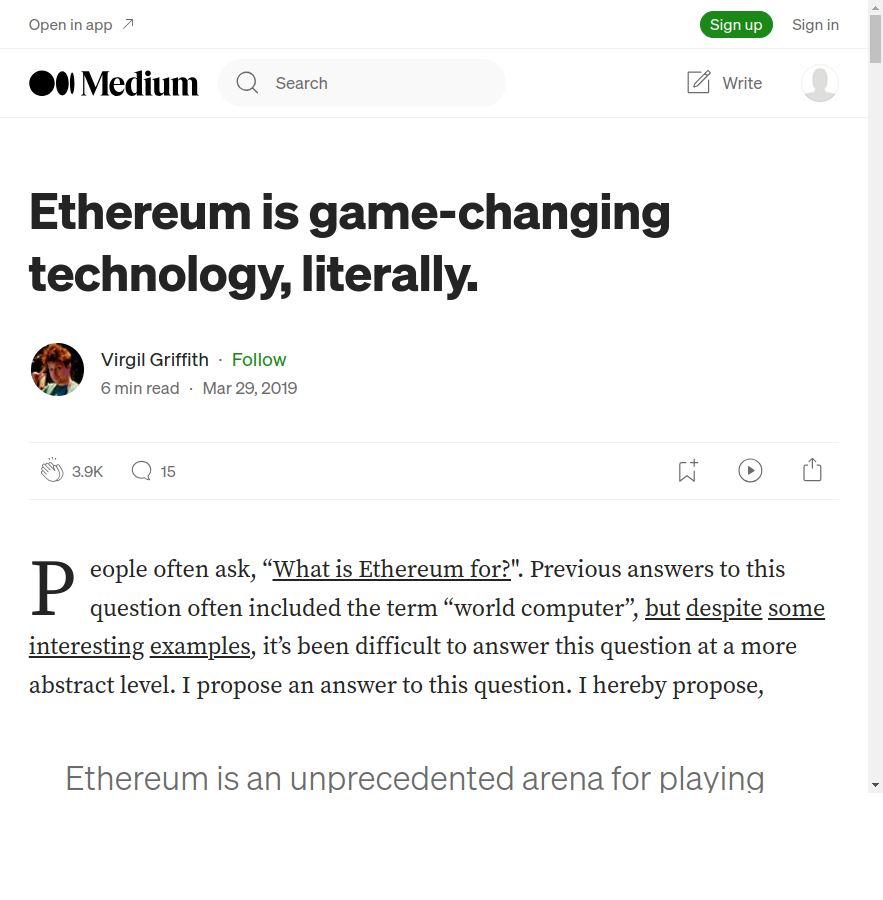 Open in app
Sign up
Sign in
Medium
Search
Write
Ethereum is game-changing
technology, literally.
Virgil Griffith · Follow
6 min read · Mar 29, 2019
3.9K
15
People often ask, “What is Ethereum for?". Previous answers to this
question often included the term “world computer”, but despite some
interesting examples, it’s been difficult to answer this question at a more
abstract level. I propose an answer to this question. I hereby propose,
Ethereum is an unprecedented arena for playing